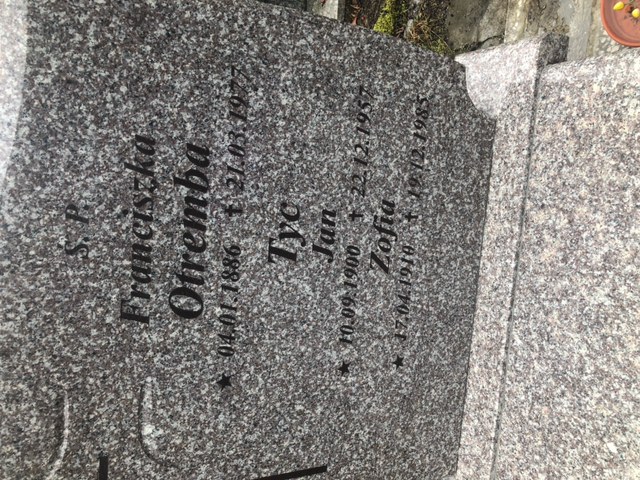 Ś. P.
Franciszka
Otremba
★ 04.01.1886 ✝ 21.03.1977
Tyc
Jan
★ 10.09.1900 ✝ 22.12.1957
Zofia
★ 17.04.1910 ✝ 19.12.1985